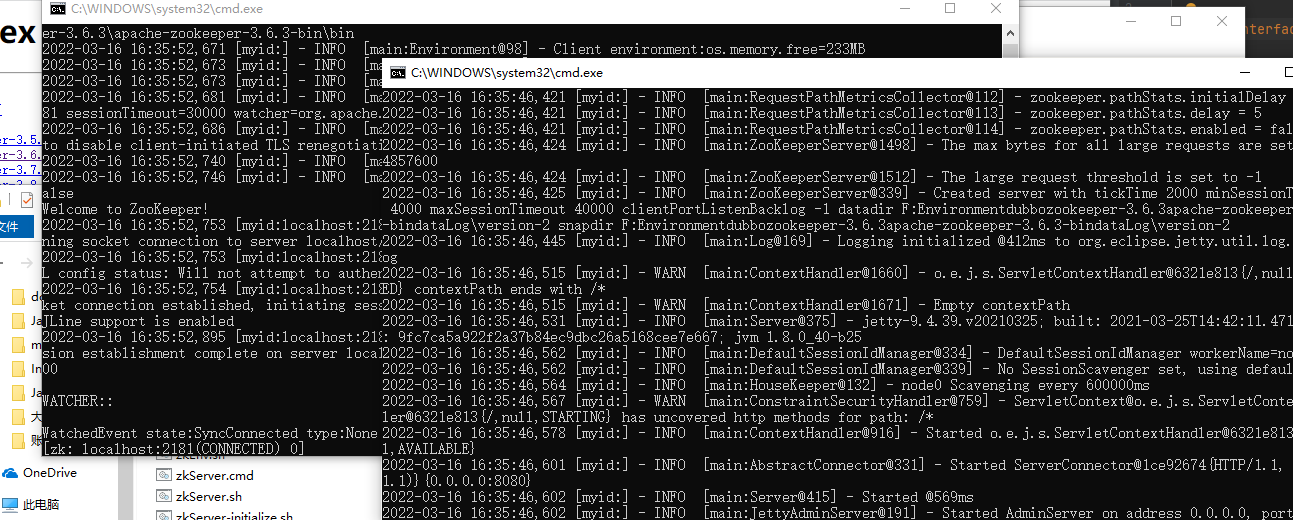 C:\WINDOWS\system32\cmd.exe
er-3.6.3\apache-zookeeper-3.6.3-bin\bin
2022-03-16 16:35:52,671 [myid:] - INFO  [main:Environment@98] - Client environment:os.memory.free=233MB
2022-03-16 16:35:52,673 [myid:] - INFO  [ma
2022-03-16 16:35:52,673 [myid:] - INFO  [ma
2022-03-16 16:35:52,673 [myid:] - INFO  [ma
2022-03-16 16:35:52,681 [myid:] - INFO  [ma
81 sessionTimeout=30000 watcher=org.apache
2022-03-16 16:35:52,686 [myid:] - INFO  [ma
to disable client-initiated TLS renegotiati
2022-03-16 16:35:52,740 [myid:] - INFO  [ma
2022-03-16 16:35:52,746 [myid:] - INFO  [ma
alse
Welcome to ZooKeeper!
2022-03-16 16:35:52,753 [myid:localhost:218
ning socket connection to server localhost/
2022-03-16 16:35:52,753 [myid:localhost:218
L config status: Will not attempt to authen
2022-03-16 16:35:52,754 [myid:localhost:218
ket connection established, initiating sess
JLine support is enabled
2022-03-16 16:35:52,895 [myid:localhost:218
sion establishment complete on server local
00
WATCHER::
WatchedEvent state:SyncConnected type:None
[zk: localhost:2181(CONNECTED) 0]
C:\WINDOWS\system32\cmd.exe
2022-03-16 16:35:46,421 [myid:] - INFO  [main:RequestPathMetricsCollector@112] - zookeeper.pathStats.initialDelay
2022-03-16 16:35:46,421 [myid:] - INFO  [main:RequestPathMetricsCollector@113] - zookeeper.pathStats.delay = 5
2022-03-16 16:35:46,421 [myid:] - INFO  [main:RequestPathMetricsCollector@114] - zookeeper.pathStats.enabled = fal
2022-03-16 16:35:46,424 [myid:] - INFO  [main:ZooKeeperServer@1498] - The max bytes for all large requests are set
4857600
2022-03-16 16:35:46,424 [myid:] - INFO  [main:ZooKeeperServer@1512] - The large request threshold is set to -1
2022-03-16 16:35:46,425 [myid:] - INFO  [main:ZooKeeperServer@339] - Created server with tickTime 2000 minSessionT
4000 maxSessionTimeout 40000 clientPortListenBacklog -1 datadir F:Environmentdubbozookeeper-3.6.3apache-zookeeper
-bindataLog\version-2 snapdir F:Environmentdubbozookeeper-3.6.3apache-zookeeper-3.6.3-bindataLog\version-2
2022-03-16 16:35:46,445 [myid:] - INFO  [main:Log@169] - Logging initialized @412ms to org.eclipse.jetty.util.log.
og
2022-03-16 16:35:46,515 [myid:] - WARN  [main:ContextHandler@1660] - o.e.j.s.ServletContextHandler@6321e813{/,null
ED} contextPath ends with /*
2022-03-16 16:35:46,515 [myid:] - WARN  [main:ContextHandler@1671] - Empty contextPath
2022-03-16 16:35:46,531 [myid:] - INFO  [main:Server@375] - jetty-9.4.39.v20210325; built: 2021-03-25T14:42:11.471
: 9fc7ca5a922f2a37b84ec9dbc26a5168cee7e667; jvm 1.8.0_40-b25
2022-03-16 16:35:46,562 [myid:] - INFO  [main:DefaultSessionIdManager@334] - DefaultSessionIdManager workerName=no
2022-03-16 16:35:46,562 [myid:] - INFO  [main:DefaultSessionIdManager@339] - No SessionScavenger set, using defaul
2022-03-16 16:35:46,564 [myid:] - INFO  [main:HouseKeeper@132] - node0 Scavenging every 600000ms
2022-03-16 16:35:46,567 [myid:] - WARN  [main:ConstraintSecurityHandler@759] - ServletContext@o.e.j.s.ServletConte
ler@6321e813{/,null,STARTING} has uncovered http methods for path: /*
2022-03-16 16:35:46,578 [myid:] - INFO  [main:ContextHandler@916] - Started o.e.j.s.ServletContextHandler@6321e813
1,AVAILABLE}
2022-03-16 16:35:46,601 [myid:] - INFO  [main:AbstractConnector@331] - Started ServerConnector@1ce92674{HTTP/1.1,
1.1)}{0.0.0.0:8080}
2022-03-16 16:35:46,602 [myid:] - INFO  [main:Server@415] - Started @569ms
2022-03-16 16:35:46,602 [myid:] - INFO  [main:JettyAdminServer@191] - Started AdminServer on address 0.0.0.0, port
ex
er-3.5.
er-3.6.
er-3.7.
文件
Ja
In
Ja
大
账
OneDrive
此电脑
zkServer.cmd
zkServer.sh
zkServer-initialize.sh
nterfac